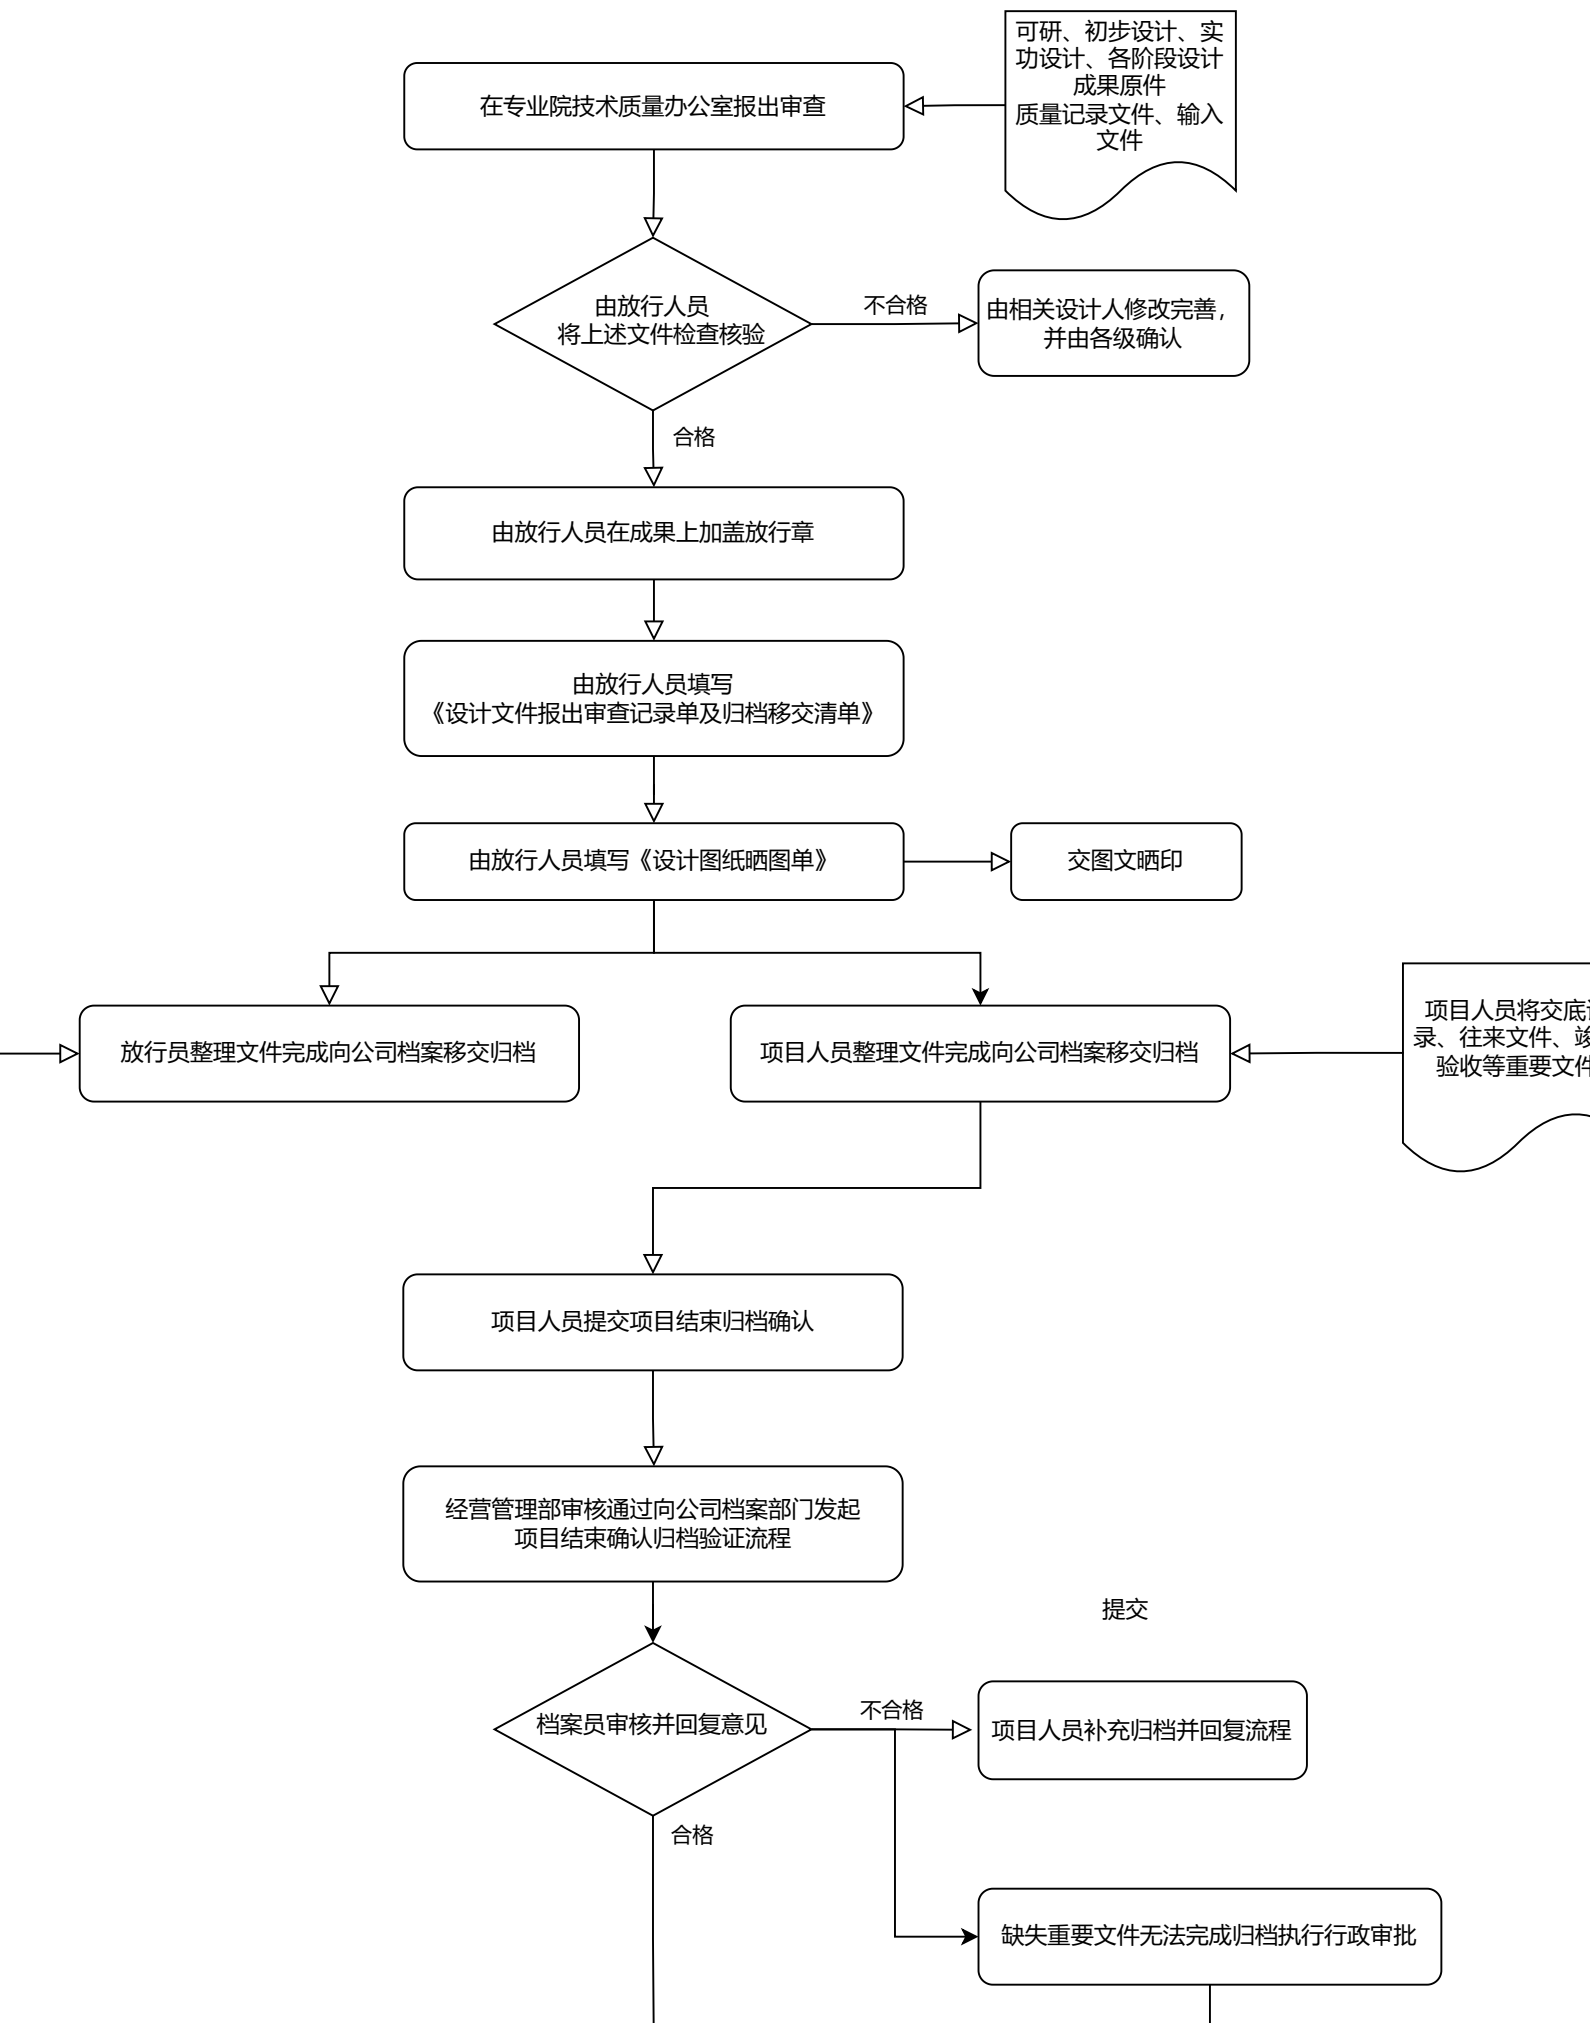 可研、初步设计、实
功设计、各阶段设计
成果原件
质量记录文件、输入
文件
在专业院技术质量办公室报出审查
由放行人员
将上述文件检查核验
不合格
由相关设计人修改完善，
并由各级确认
合格
由放行人员在成果上加盖放行章
由放行人员填写
《设计文件报出审查记录单及归档移交清单》
由放行人员填写《设计图纸晒图单》
交图文晒印
放行员整理文件完成向公司档案移交归档
项目人员整理文件完成向公司档案移交归档
项目人员将交底
录、往来文件、竣
验收等重要文件
项目人员提交项目结束归档确认
经营管理部审核通过向公司档案部门发起
项目结束确认归档验证流程
提交
档案员审核并回复意见
不合格
项目人员补充归档并回复流程
合格
缺失重要文件无法完成归档执行行政审批